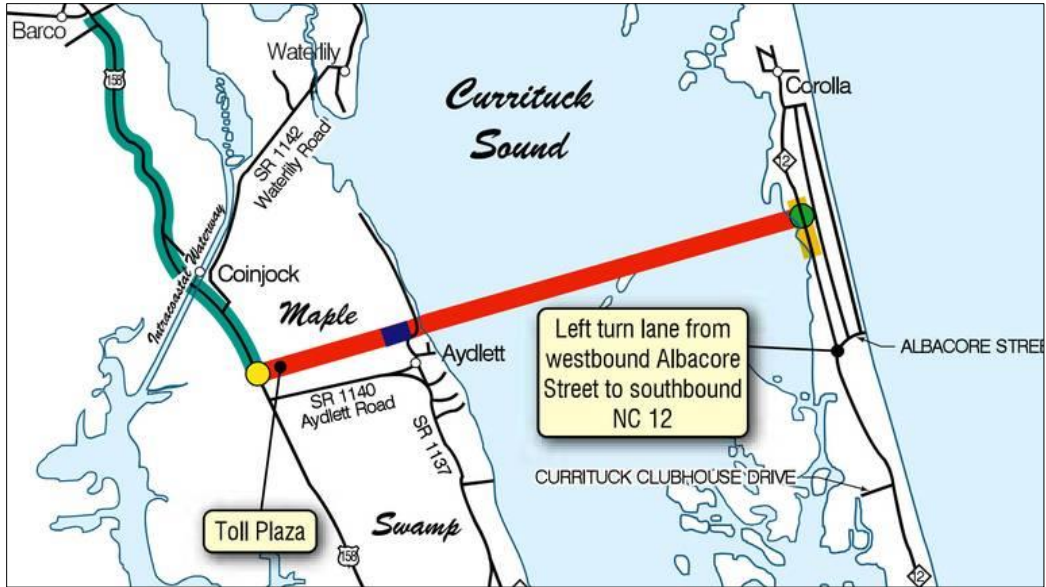 Barco
158
Waterlily
Currituck
Sound
Corolla
12
SR 1142
Waterlily Road
Intracoastal Waterway
Coinjock
Maple
Aydlett
SR 1140
Aydlett Road
SR 1137
Left turn lane from
westbound Albacore
Street to southbound
NC 12
ALBACORE STREE
CURRITUCK CLUBHOUSE DRIVE
Toll Plaza
Swamp
158
12